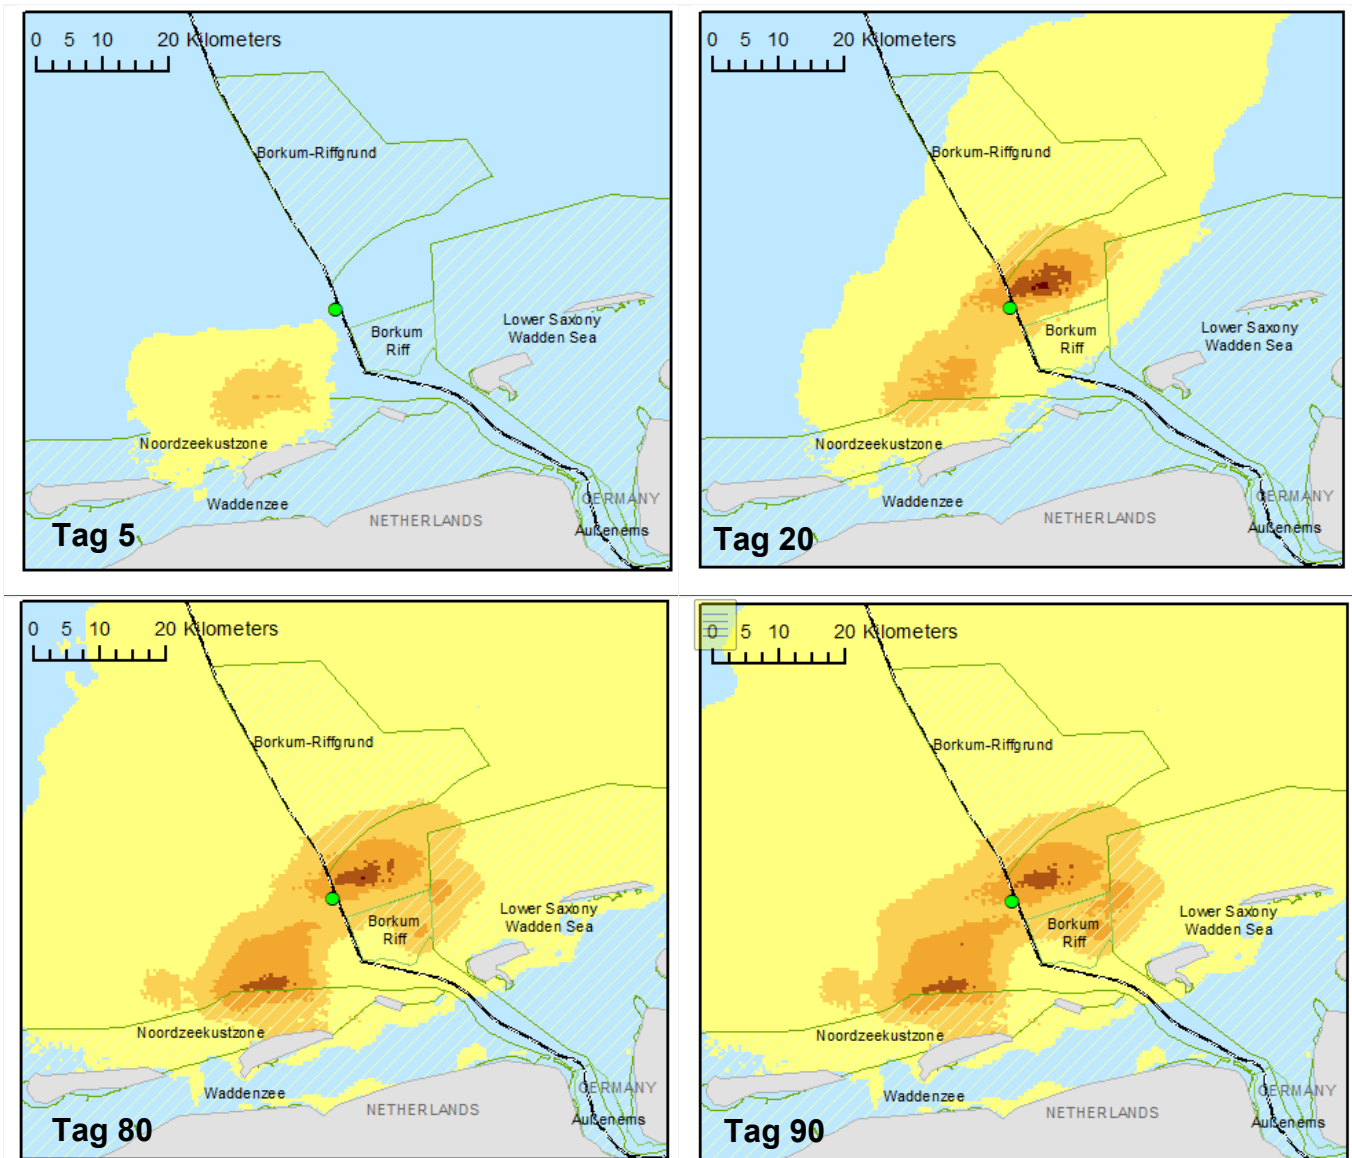 0 5 10 20 Kilometers
Borkum-Riffgrund
Borkum
Riff
Lower Saxony
Wadden Sea
Noordzeekustzone
Waddenzee
NETHERLANDS
GERMANY
Außenems
Tag 5
0 5 10 20 Kilometers
Borkum-Riffgrund
Borkum
Riff
Lower Saxony
Wadden Sea
Noordzeekustzone
Waddenzee
NETHERLANDS
GERMANY
Außenems
Tag 20
0 5 10 20 Kilometers
Borkum-Riffgrund
Borkum
Riff
Lower Saxony
Wadden Sea
Noordzeekustzone
Waddenzee
NETHERLANDS
GERMANY
Außenems
Tag 80
0 5 10 20 Kilometers
Borkum-Riffgrund
Borkum
Riff
Lower Saxony
Wadden Sea
Noordzeekustzone
Waddenzee
NETHERLANDS
GERMANY
Außenems
Tag 90